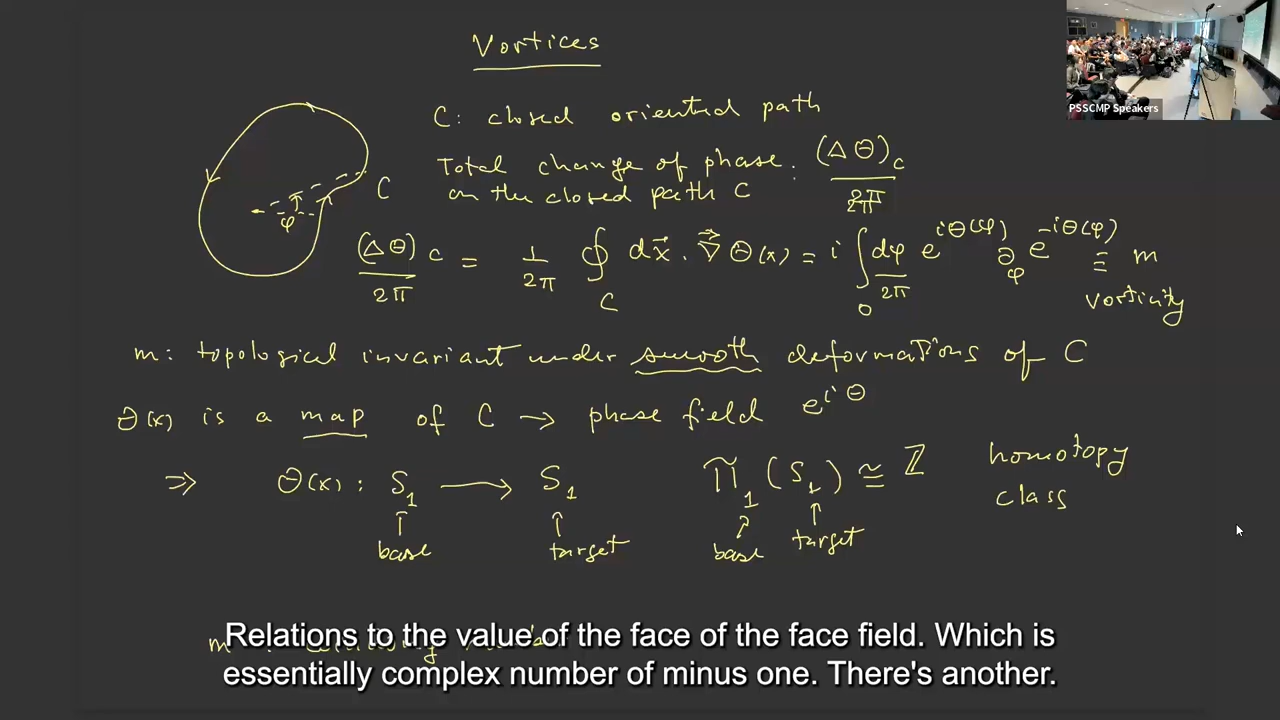 Vortices
PSSCMP Speakers
C: closed oriented path
Total change of phase: (ΔΘ)_C / 2π
on the closed path C
C
φ
(ΔΘ)_C / 2π = 1/2π ∮_C dx⃗ · ∇⃗ Θ(x) = i ∫_0 dφ/2π e^{iΘ(φ)} ∂_φ e^{-iΘ(φ)} ≡ m
vorticity
m: topological invariant under smooth deformations of C
Θ(x) is a map of C → phase field e^{iΘ}
⇒ Θ(x): S_1 → S_1 Π_1 (S_1) ≅ ℤ homotopy
class
base target base target
m
Relations to the value of the face of the face field. Which is
essentially complex number of minus one. There's another.